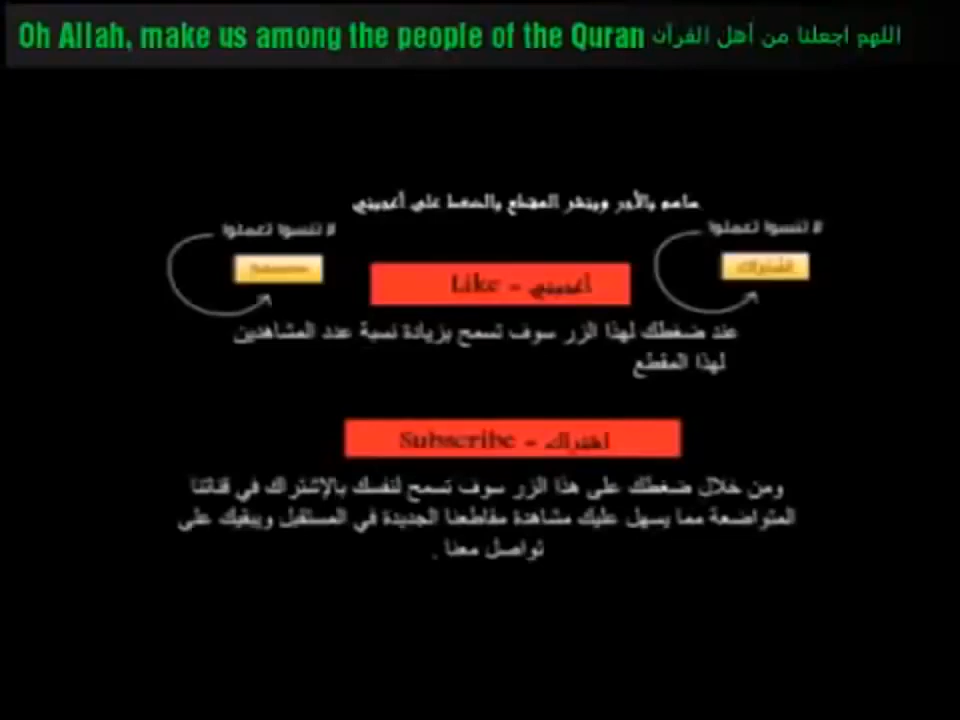 Oh Allah, make us among the people of the Quran اللهم اجعلنا من أهل القرآن
ساهم بالأجر وبنشر المقطع بالضغط على أعجبني
لا تنسوا تعملوا
لا تنسوا تعملوا
اشتراك
Like - أعجبني
عند ضغطك لهذا الزر سوف تسمح بزيادة نسبة عدد المشاهدين
لهذا المقطع
Subscribe - اشتراك
ومن خلال ضغطك على هذا الزر سوف تسمح لنفسك بالإشتراك في قناتنا
المتواضعة مما يسهل عليك مشاهدة مقاطعنا الجديدة في المستقبل ويبقيك على
تواصل معنا .